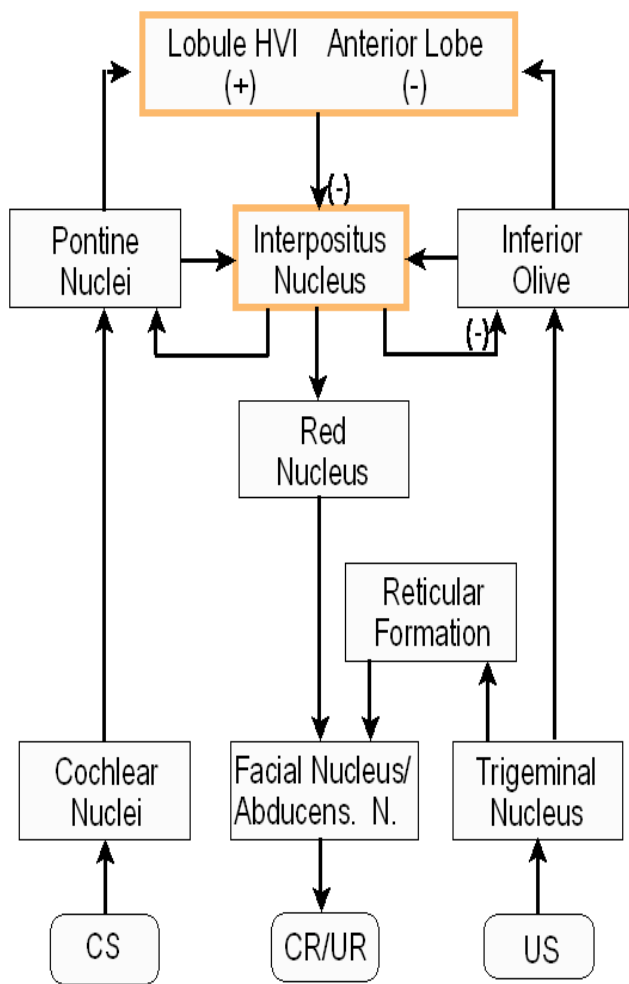 Lobule HVI Anterior Lobe
(+) (-)
(-)
Pontine
Nuclei
Interpositus
Nucleus
Inferior
Olive
(-)
Red
Nucleus
Reticular
Formation
Cochlear
Nuclei
Facial Nucleus/
Abducens. N.
Trigeminal
Nucleus
CS
CR/UR
US